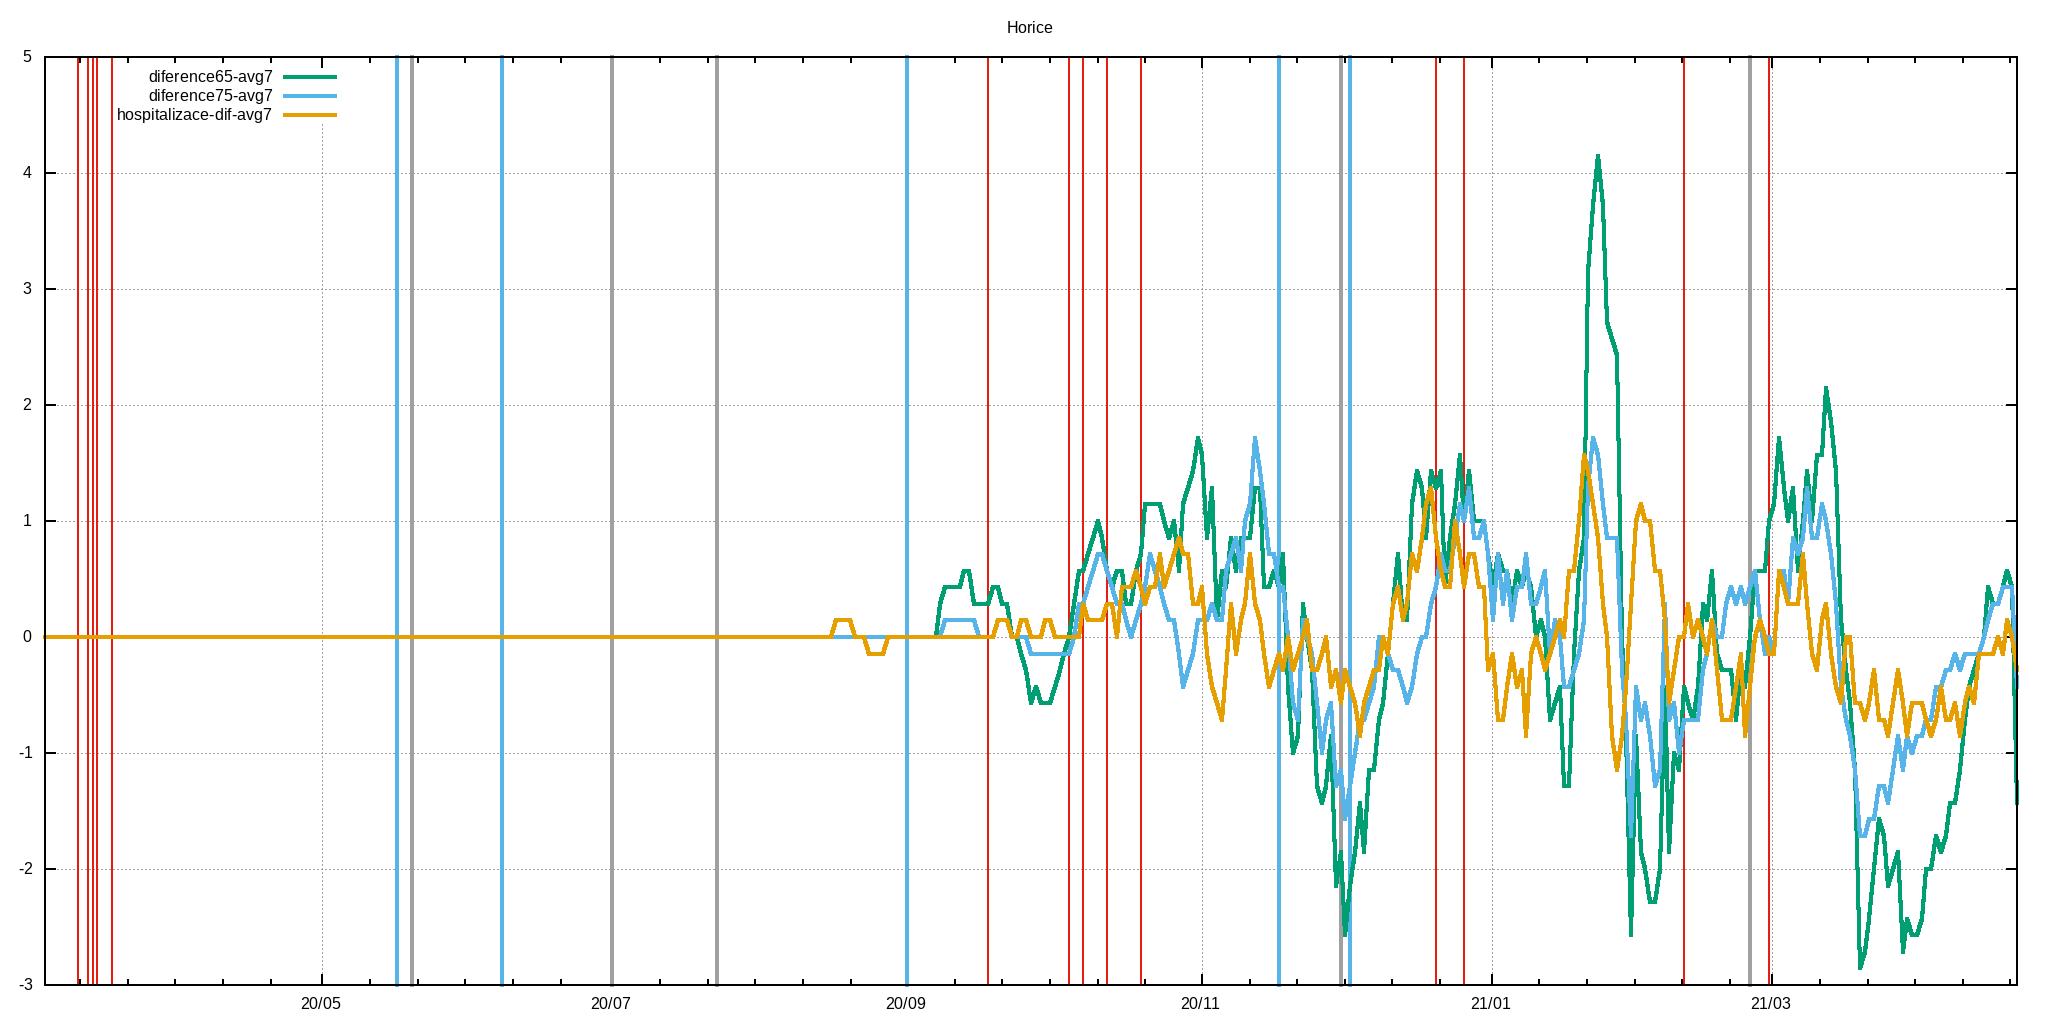 Horice
5
diference65-avg7
diference75-avg7
hospitalizace-dif-avg7
4
3
2
1
0
-1
-2
-3
20/05 20/07 20/09 20/11 21/01 21/03